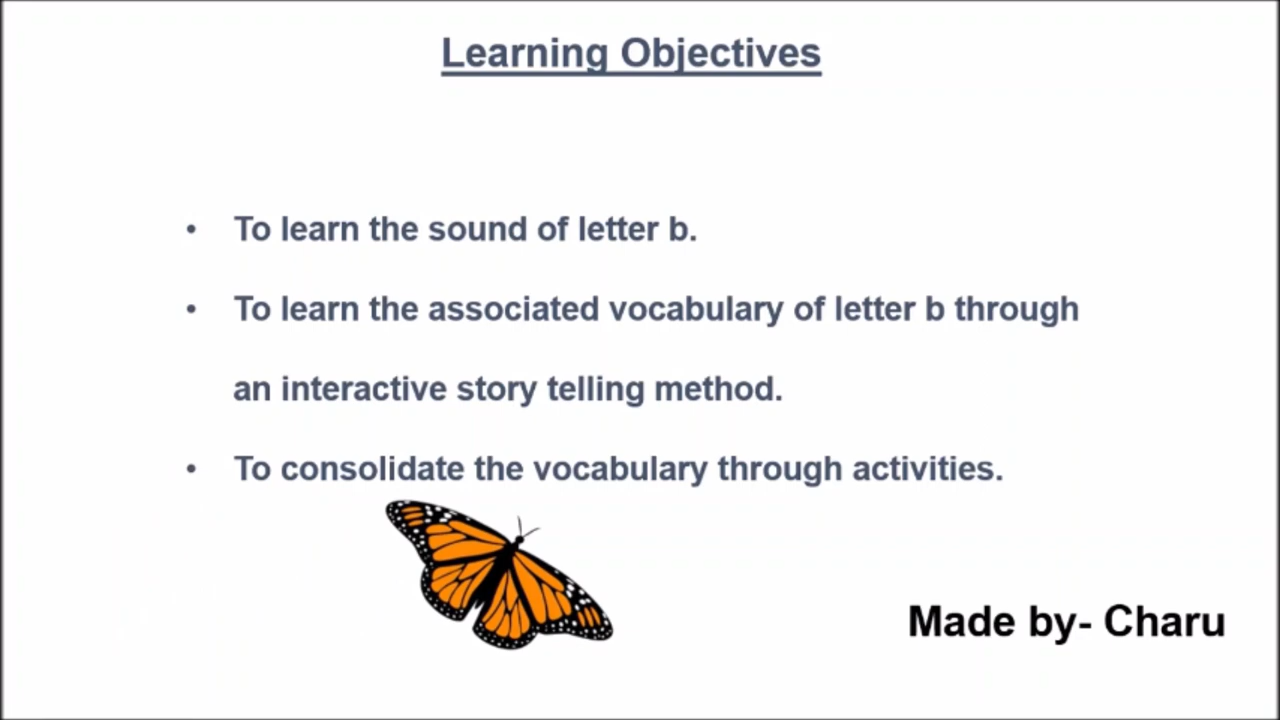 Learning Objectives
• To learn the sound of letter b.
• To learn the associated vocabulary of letter b through
an interactive story telling method.
• To consolidate the vocabulary through activities.
Made by- Charu